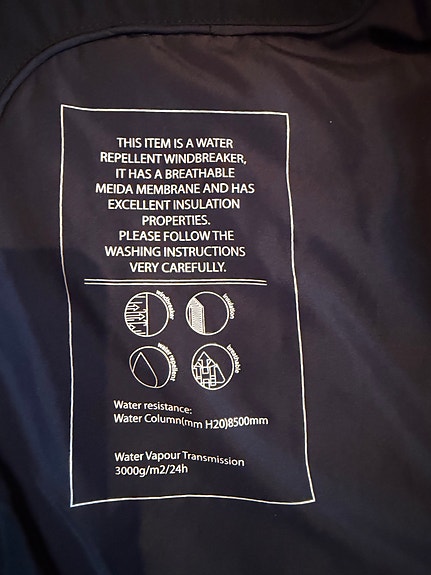 THIS ITEM IS A WATER
REPELLENT WINDBREAKER,
IT HAS A BREATHABLE
MEIDA MEMBRANE AND HAS
EXCELLENT INSULATION
PROPERTIES.
PLEASE FOLLOW THE
WASHING INSTRUCTIONS
VERY CAREFULLY.
windbreaker
insulation
water repellent
breathable
Water resistance:
Water Column(mm H20)8500mm
Water Vapour Transmission
3000g/m2/24h